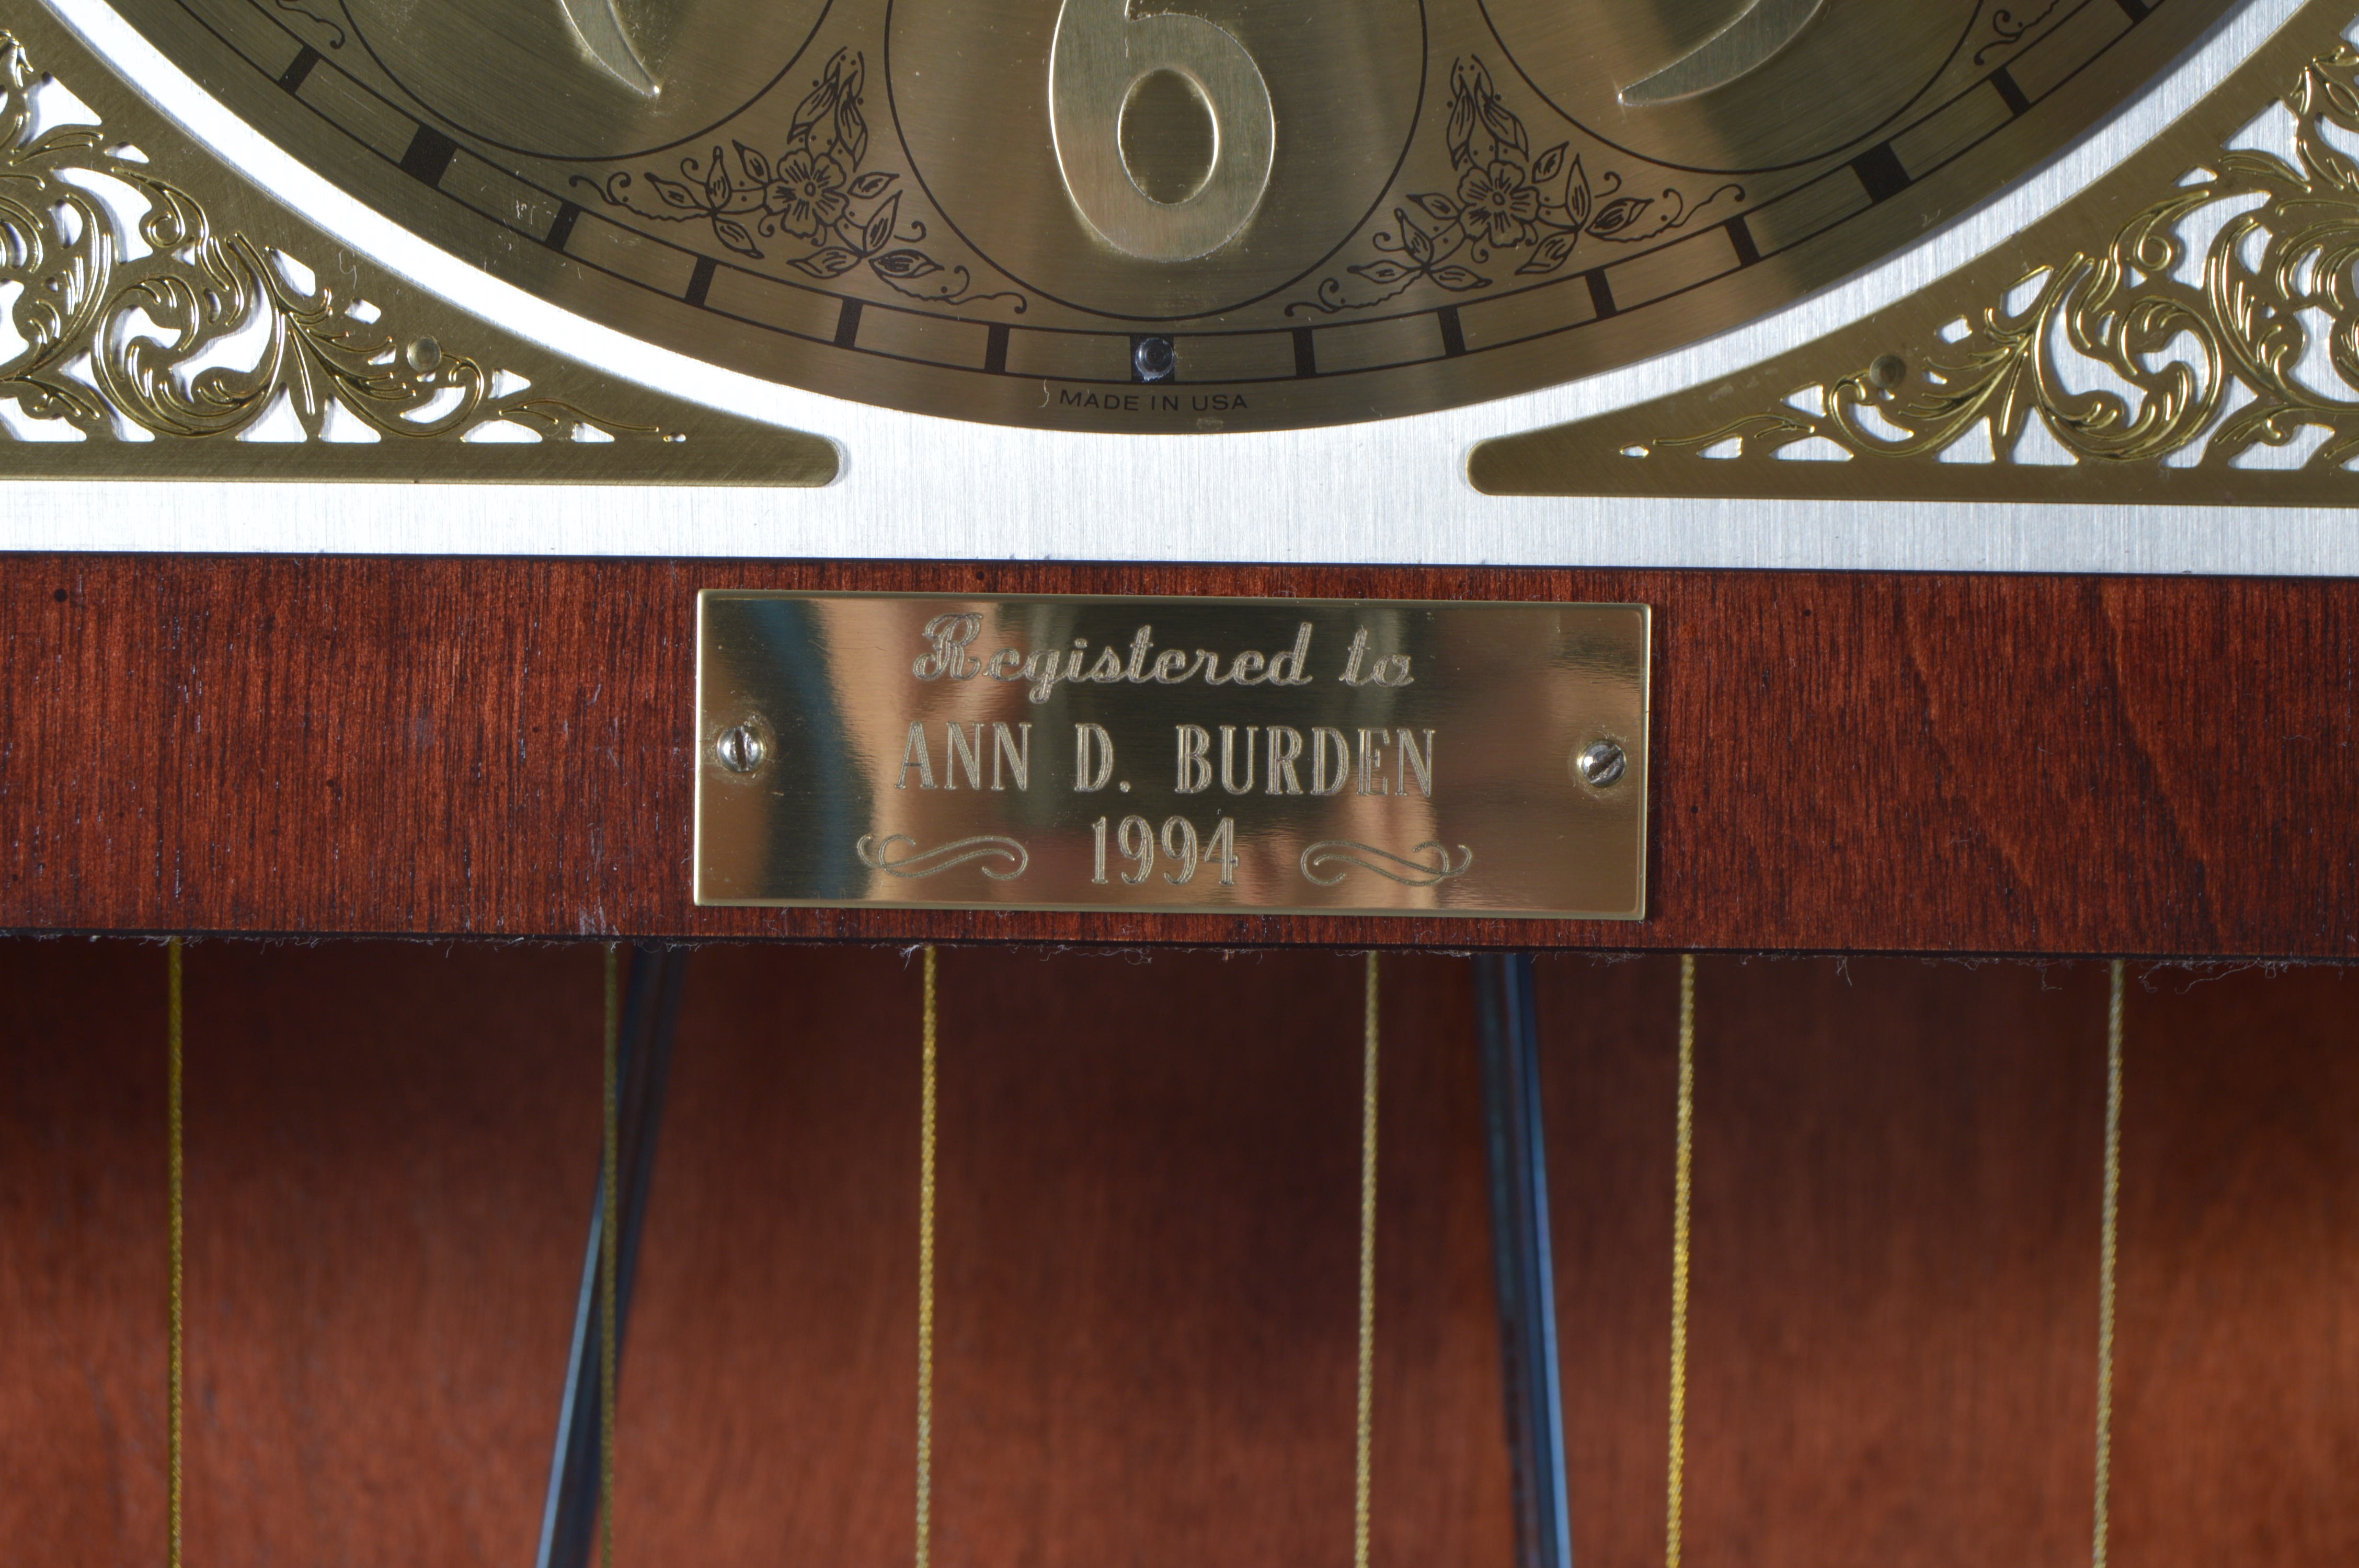 6
MADE IN USA
Registered to
ANN D. BURDEN
1994